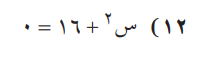 ١٢) س٢ + ١٦ = ٠